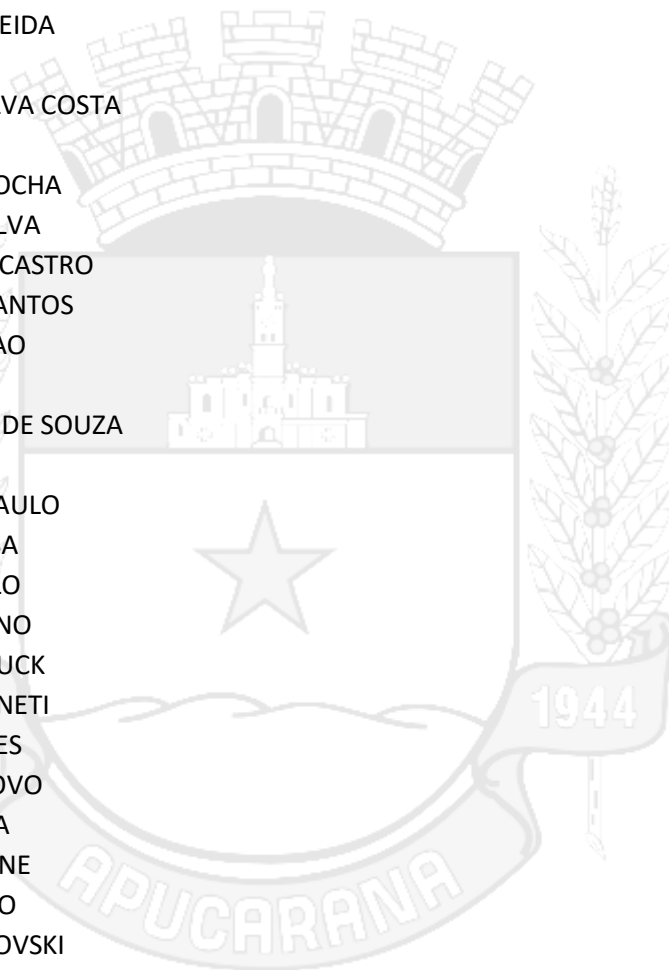 EIDA
VA COSTA
OCHA
LVA
CASTRO
ANTOS
AO
DE SOUZA
AULO
SA
LO
NO
UCK
NETI
ES
OVO
A
NE
O
OVSKI
1944
APUCARANA